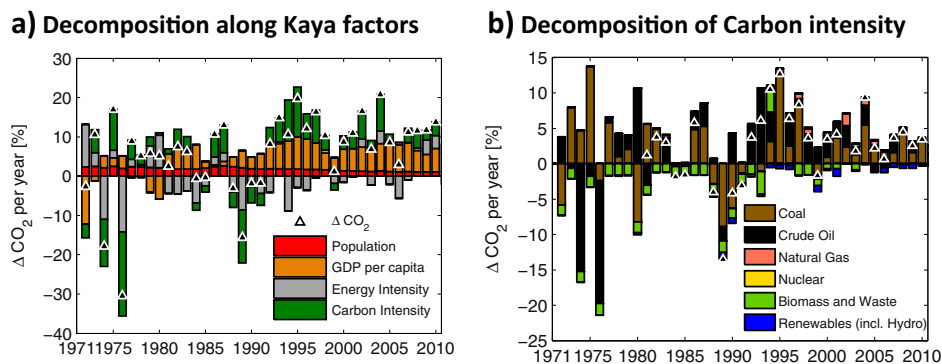 a) Decomposition along Kaya factors
Δ CO2 per year [%]
30
20
10
0
−10
−20
−30
−40
Δ CO2
Population
GDP per capita
Energy Intensity
Carbon Intensity
1971 1975 1980 1985 1990 1995 2000 2005 2010
b) Decomposition of Carbon intensity
Δ CO2 per year [%]
15
10
5
0
−5
−10
−15
−20
−25
Coal
Crude Oil
Natural Gas
Nuclear
Biomass and Waste
Renewables (incl. Hydro)
1971 1975 1980 1985 1990 1995 2000 2005 2010